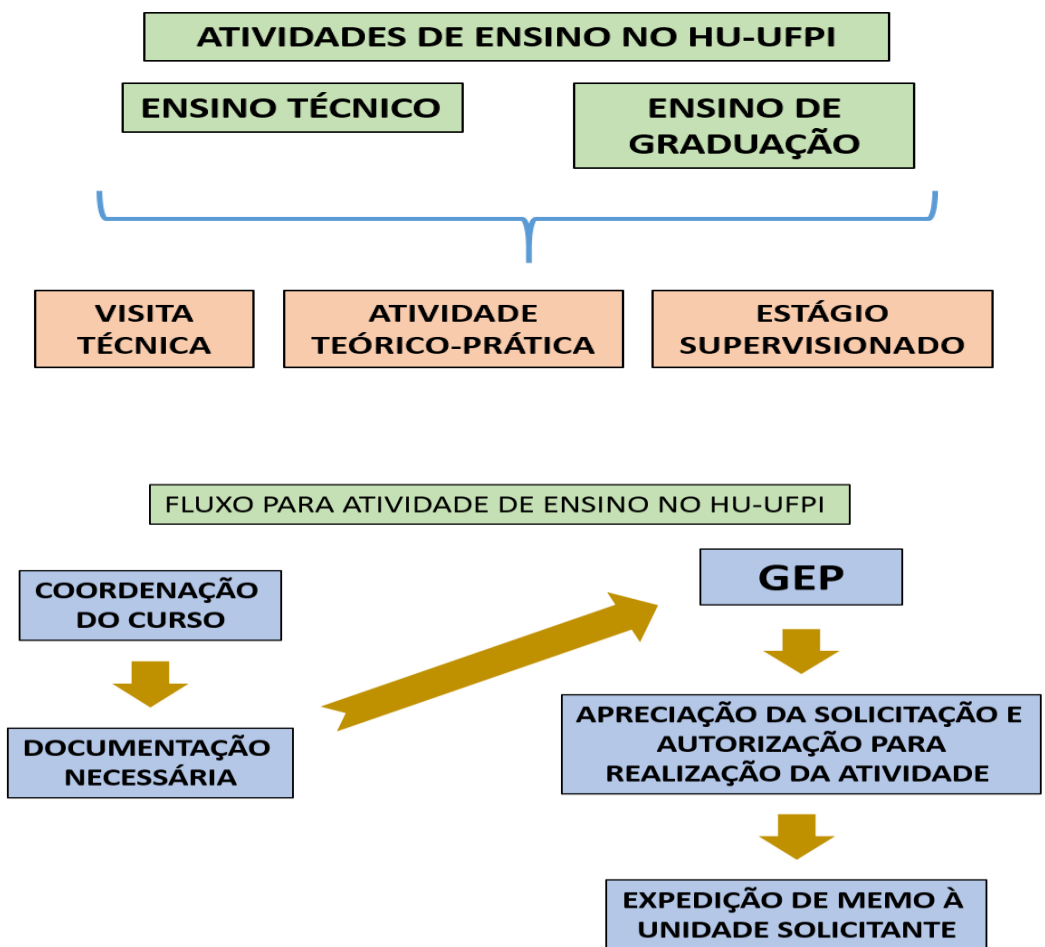 ATIVIDADES DE ENSINO NO HU-UFPI
ENSINO TÉCNICO
ENSINO DE
GRADUAÇÃO
VISITA
TÉCNICA
ATIVIDADE
TEÓRICO-PRÁTICA
ESTÁGIO
SUPERVISIONADO
FLUXO PARA ATIVIDADE DE ENSINO NO HU-UFPI
COORDENAÇÃO
DO CURSO
DOCUMENTAÇÃO
NECESSÁRIA
GEP
APRECIAÇÃO DA SOLICITAÇÃO E
AUTORIZAÇÃO PARA
REALIZAÇÃO DA ATIVIDADE
EXPEDIÇÃO DE MEMO À
UNIDADE SOLICITANTE